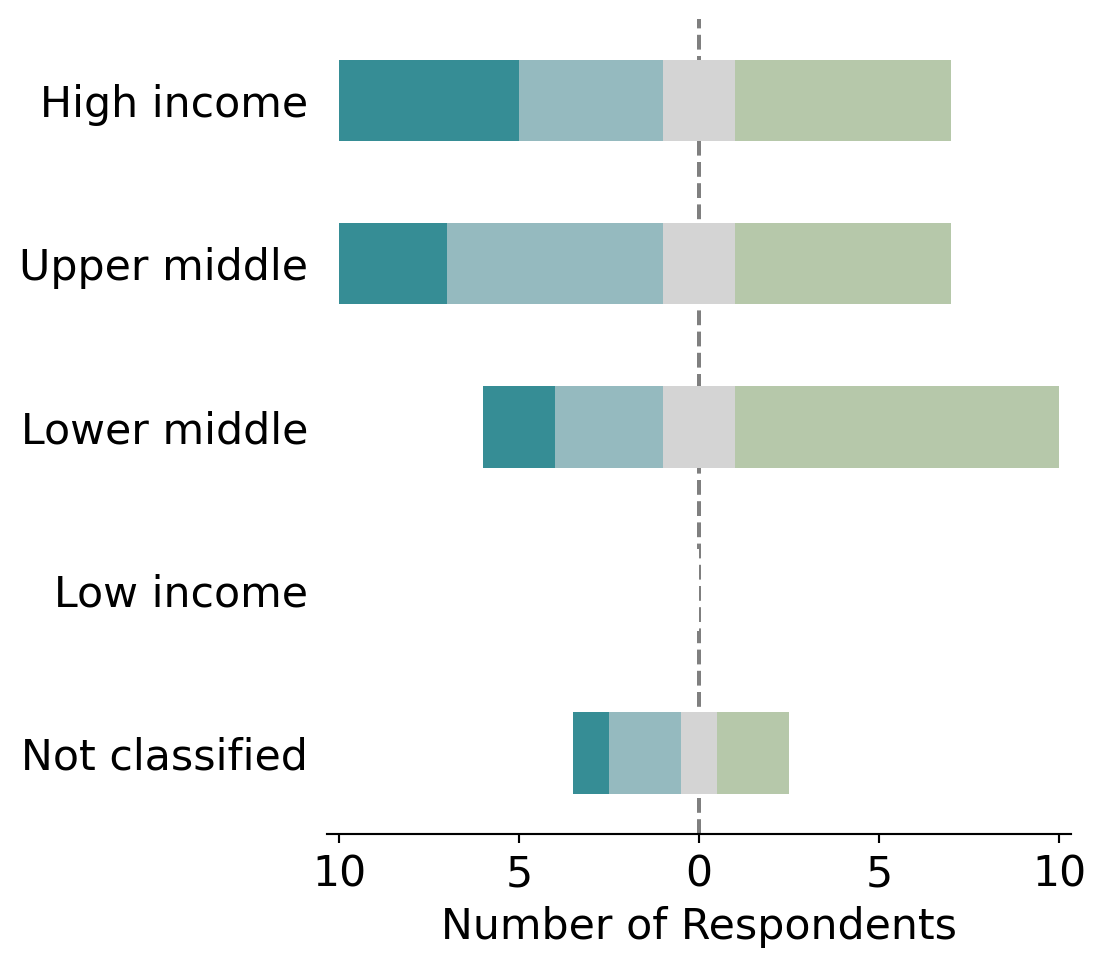 High income
Upper middle
Lower middle
Low income
Not classified
10 5 0 5 10
Number of Respondents